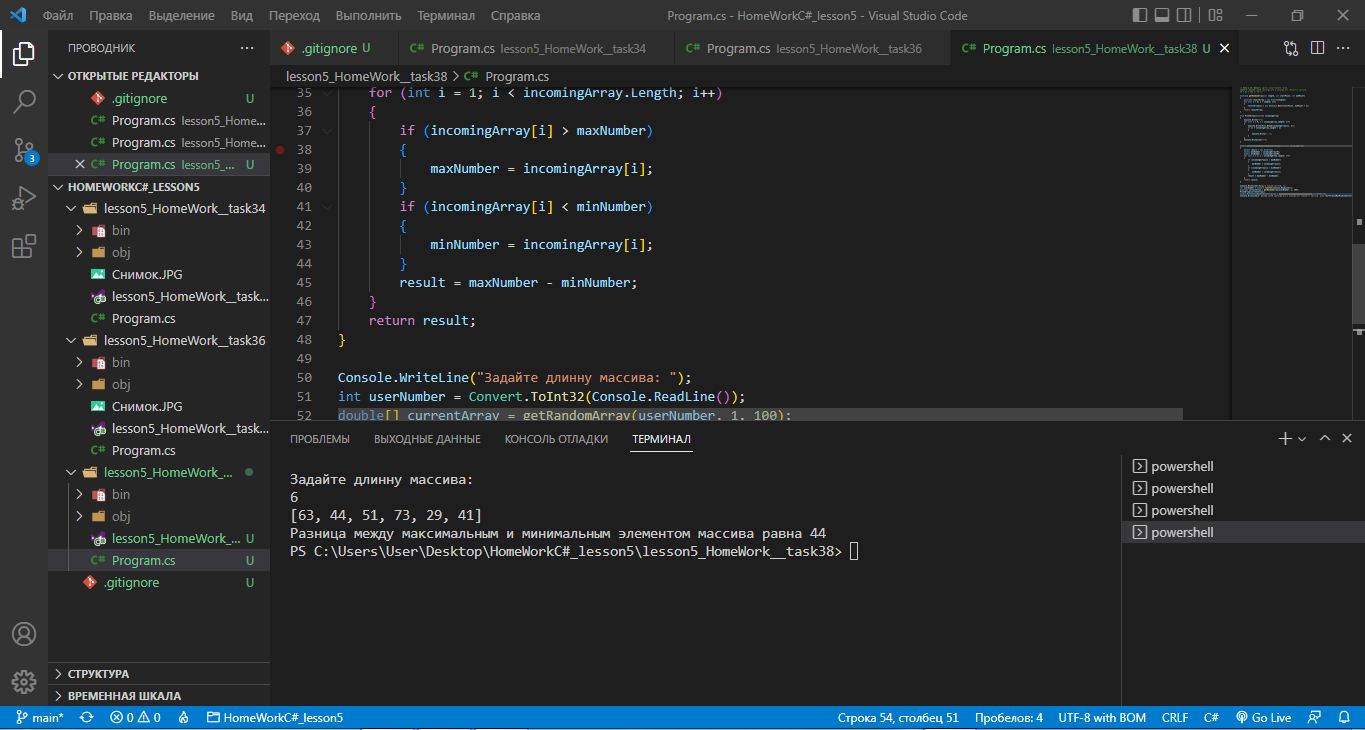 Файл Правка Выделение Вид Переход Выполнить Терминал Справка Program.cs - HomeWorkC#_lesson5 - Visual Studio Code
ПРОВОДНИК
ОТКРЫТЫЕ РЕДАКТОРЫ
.gitignore U
C# Program.cs lesson5_Home...
C# Program.cs lesson5_Home...
C# Program.cs lesson5_... U
HOMEWORKC#_LESSON5
lesson5_HomeWork__task34
bin
obj
Снимок.JPG
lesson5_HomeWork__task...
C# Program.cs
lesson5_HomeWork__task36
bin
obj
Снимок.JPG
lesson5_HomeWork__task...
C# Program.cs
lesson5_HomeWork_...
bin
obj
lesson5_HomeWork_... U
C# Program.cs U
.gitignore U
СТРУКТУРА
ВРЕМЕННАЯ ШКАЛА
.gitignore U C# Program.cs lesson5_HomeWork__task34 C# Program.cs lesson5_HomeWork__task36 C# Program.cs lesson5_HomeWork__task38 U
lesson5_HomeWork__task38 > C# Program.cs
35 for (int i = 1; i < incomingArray.Length; i++)
36 {
37 if (incomingArray[i] > maxNumber)
38 {
39 maxNumber = incomingArray[i];
40 }
41 if (incomingArray[i] < minNumber)
42 {
43 minNumber = incomingArray[i];
44 }
45 result = maxNumber - minNumber;
46 }
47 return result;
48 }
49
50 Console.WriteLine("Задайте длинну массива: ");
51 int userNumber = Convert.ToInt32(Console.ReadLine());
52 double[] currentArray = getRandomArray(userNumber, 1, 100);
ПРОБЛЕМЫ ВЫХОДНЫЕ ДАННЫЕ КОНСОЛЬ ОТЛАДКИ ТЕРМИНАЛ
Задайте длинну массива:
6
[63, 44, 51, 73, 29, 41]
Разница между максимальным и минимальным элементом массива равна 44
PS C:\Users\User\Desktop\HomeWorkC#_lesson5\lesson5_HomeWork__task38>
powershell
powershell
powershell
powershell
3
main* 0 0 HomeWorkC#_lesson5 Строка 54, столбец 51 Пробелов: 4 UTF-8 with BOM CRLF C# Go Live